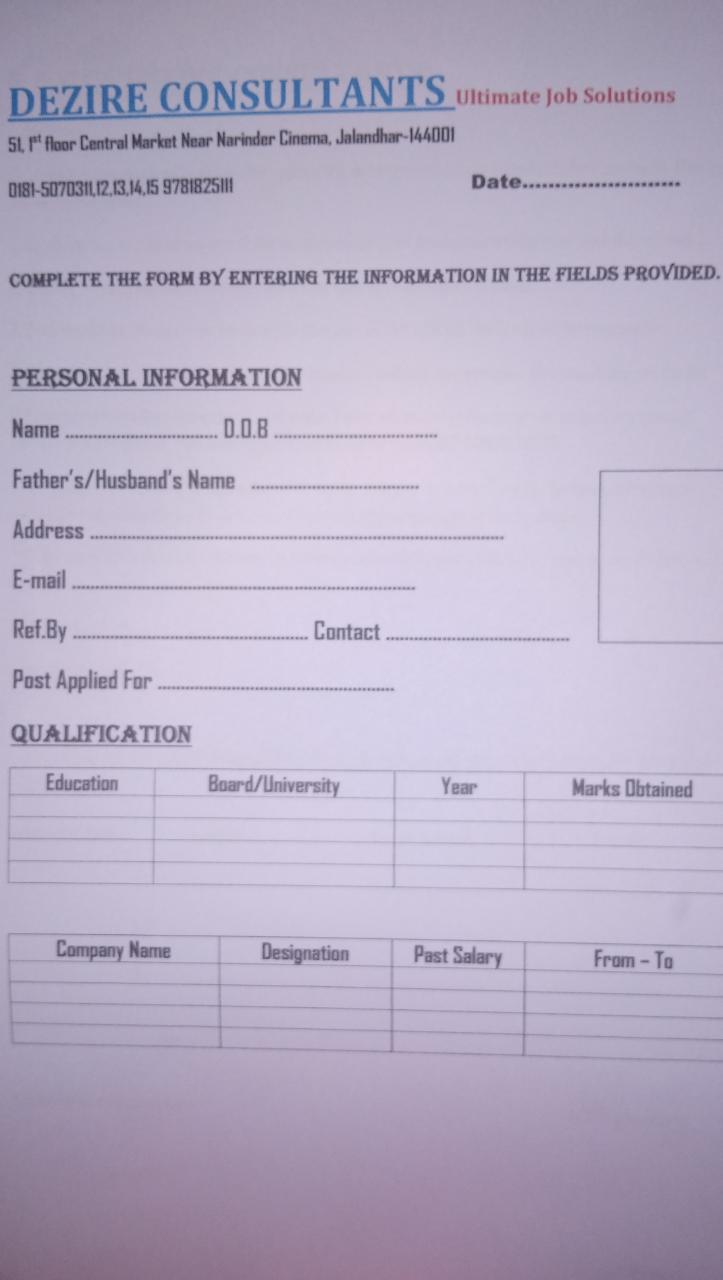 DEZIRE CONSULTANTS Ultimate Job Solutions
51, 1st floor Central Market Near Narinder Cinema, Jalandhar-144001
0181-5070311,12,13,14,15 9781825111 Date..........................
COMPLETE THE FORM BY ENTERING THE INFORMATION IN THE FIELDS PROVIDED.
PERSONAL INFORMATION
Name .................................. D.O.B ....................................
Father's/Husband's Name .....................................
Address ............................................................................................
E-mail ............................................................................
Ref.By .................................................... Contact .........................................
Post Applied For ....................................................
QUALIFICATION
Education Board/University Year Marks Obtained
Company Name Designation Past Salary From – To